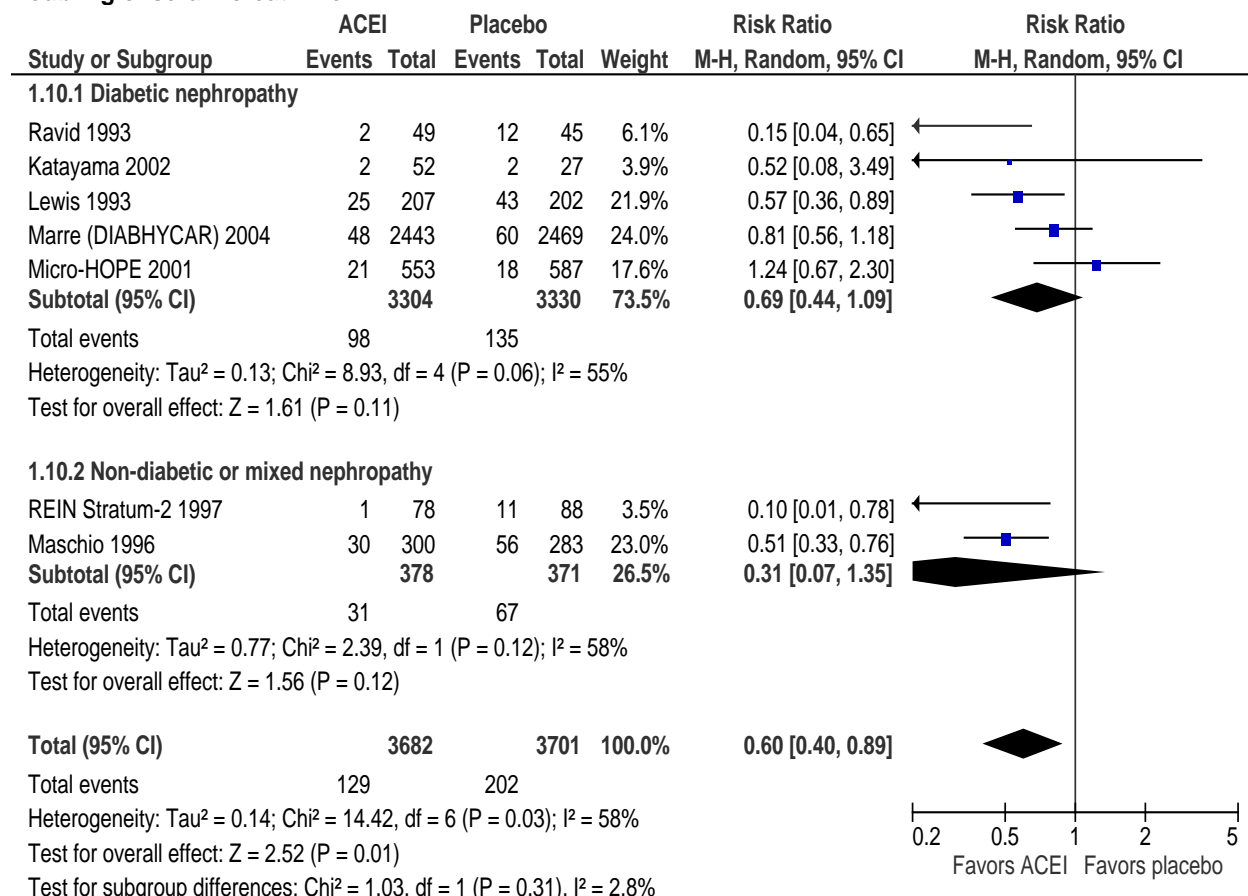 ACEI Placebo Risk Ratio Risk Ratio
Study or Subgroup Events Total Events Total Weight M-H, Random, 95% CI M-H, Random, 95% CI
1.10.1 Diabetic nephropathy
Ravid 1993 2 49 12 45 6.1% 0.15 [0.04, 0.65]
Katayama 2002 2 52 2 27 3.9% 0.52 [0.08, 3.49]
Lewis 1993 25 207 43 202 21.9% 0.57 [0.36, 0.89]
Marre (DIABHYCAR) 2004 48 2443 60 2469 24.0% 0.81 [0.56, 1.18]
Micro-HOPE 2001 21 553 18 587 17.6% 1.24 [0.67, 2.30]
Subtotal (95% CI) 3304 3330 73.5% 0.69 [0.44, 1.09]
Total events 98 135
Heterogeneity: Tau² = 0.13; Chi² = 8.93, df = 4 (P = 0.06); I² = 55%
Test for overall effect: Z = 1.61 (P = 0.11)
1.10.2 Non-diabetic or mixed nephropathy
REIN Stratum-2 1997 1 78 11 88 3.5% 0.10 [0.01, 0.78]
Maschio 1996 30 300 56 283 23.0% 0.51 [0.33, 0.76]
Subtotal (95% CI) 378 371 26.5% 0.31 [0.07, 1.35]
Total events 31 67
Heterogeneity: Tau² = 0.77; Chi² = 2.39, df = 1 (P = 0.12); I² = 58%
Test for overall effect: Z = 1.56 (P = 0.12)
Total (95% CI) 3682 3701 100.0% 0.60 [0.40, 0.89]
Total events 129 202
Heterogeneity: Tau² = 0.14; Chi² = 14.42, df = 6 (P = 0.03); I² = 58%
Test for overall effect: Z = 2.52 (P = 0.01)
Test for subgroup differences: Chi² = 1.03, df = 1 (P = 0.31), I² = 2.8%
0.2 0.5 1 2 5
Favors ACEI Favors placebo